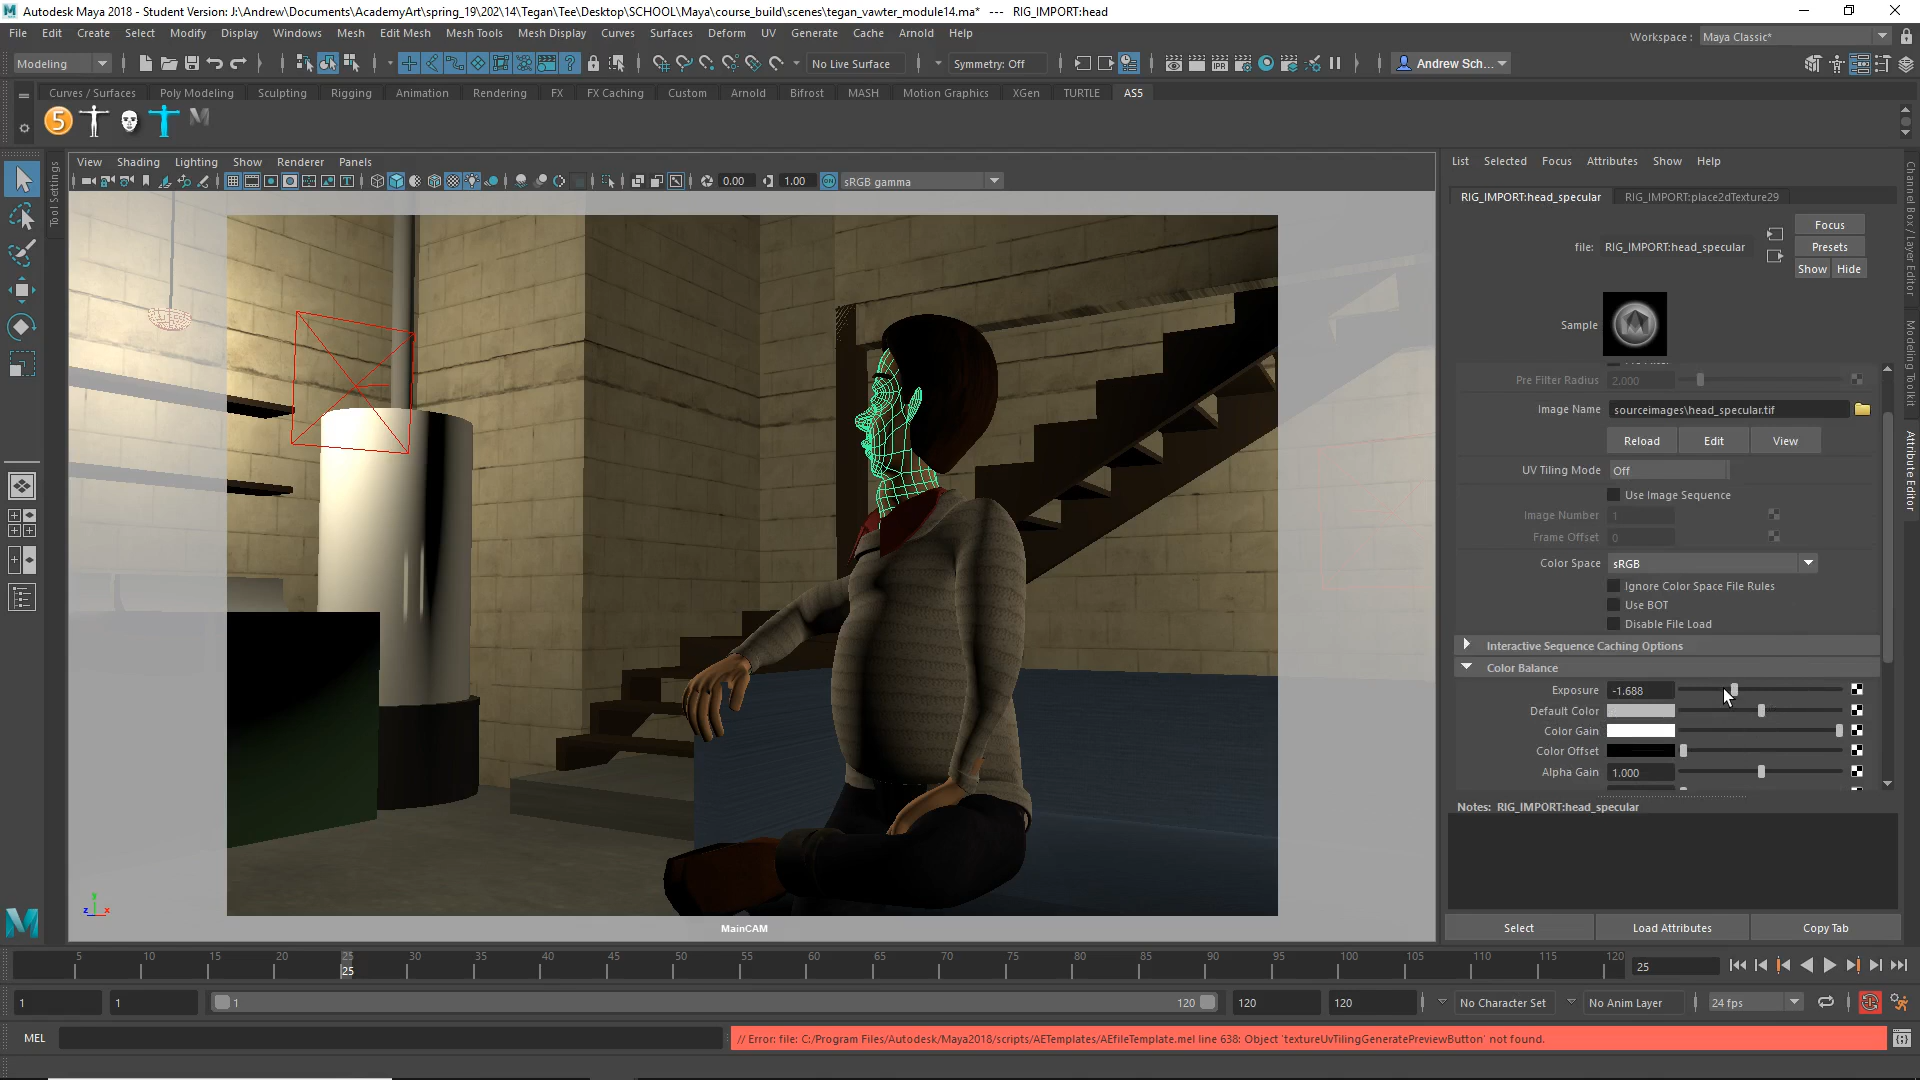 Autodesk Maya 2018 - Student Version: J:\Andrew\Documents\AcademyArt\spring_19\202\14\Tegan\Tee\Desktop\SCHOOL\Maya\course_build\scenes\tegan_vawter_module14.ma* --- RIG_IMPORT:head
File Edit Create Select Modify Display Windows Mesh Edit Mesh Mesh Tools Mesh Display Curves Surfaces Deform UV Generate Cache Arnold Help
Workspace : Maya Classic*
Modeling
No Live Surface
Symmetry: Off
Andrew Sch...
Curves / Surfaces Poly Modeling Sculpting Rigging Animation Rendering FX FX Caching Custom Arnold Bifrost MASH Motion Graphics XGen TURTLE AS5
5
Tool Settings
View Shading Lighting Show Renderer Panels
0.00
1.00
sRGB gamma
MainCAM
List Selected Focus Attributes Show Help
RIG_IMPORT:head_specular RIG_IMPORT:place2dTexture29
file: RIG_IMPORT:head_specular
Focus
Presets
Show Hide
Sample
Pre Filter Radius 2.000
Image Name sourceimages\head_specular.tif
Reload Edit View
UV Tiling Mode Off
Use Image Sequence
Image Number 1
Frame Offset 0
Color Space sRGB
Ignore Color Space File Rules
Use BOT
Disable File Load
Interactive Sequence Caching Options
Color Balance
Exposure -1.688
Default Color
Color Gain
Color Offset
Alpha Gain 1.000
Notes: RIG_IMPORT:head_specular
Select Load Attributes Copy Tab
Channel Box / Layer Editor
Modeling Toolkit
Attribute Editor
5 10 15 20 25 30 35 40 45 50 55 60 65 70 75 80 85 90 95 100 105 110 115 120
25
25
1 1 1 120 120 120
No Character Set No Anim Layer 24 fps
MEL
// Error: file: C:/Program Files/Autodesk/Maya2018/scripts/AETemplates/AEfileTemplate.mel line 638: Object 'textureUvTilingGeneratePreviewButton' not found.